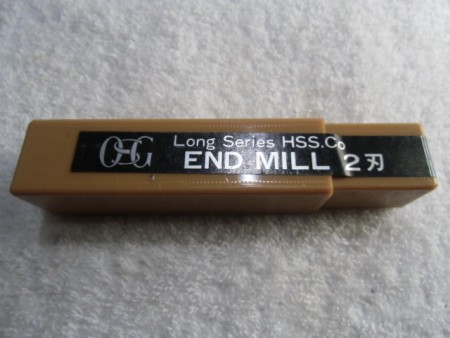 OSG
Long Series HSS.Co
END MILL 2刃